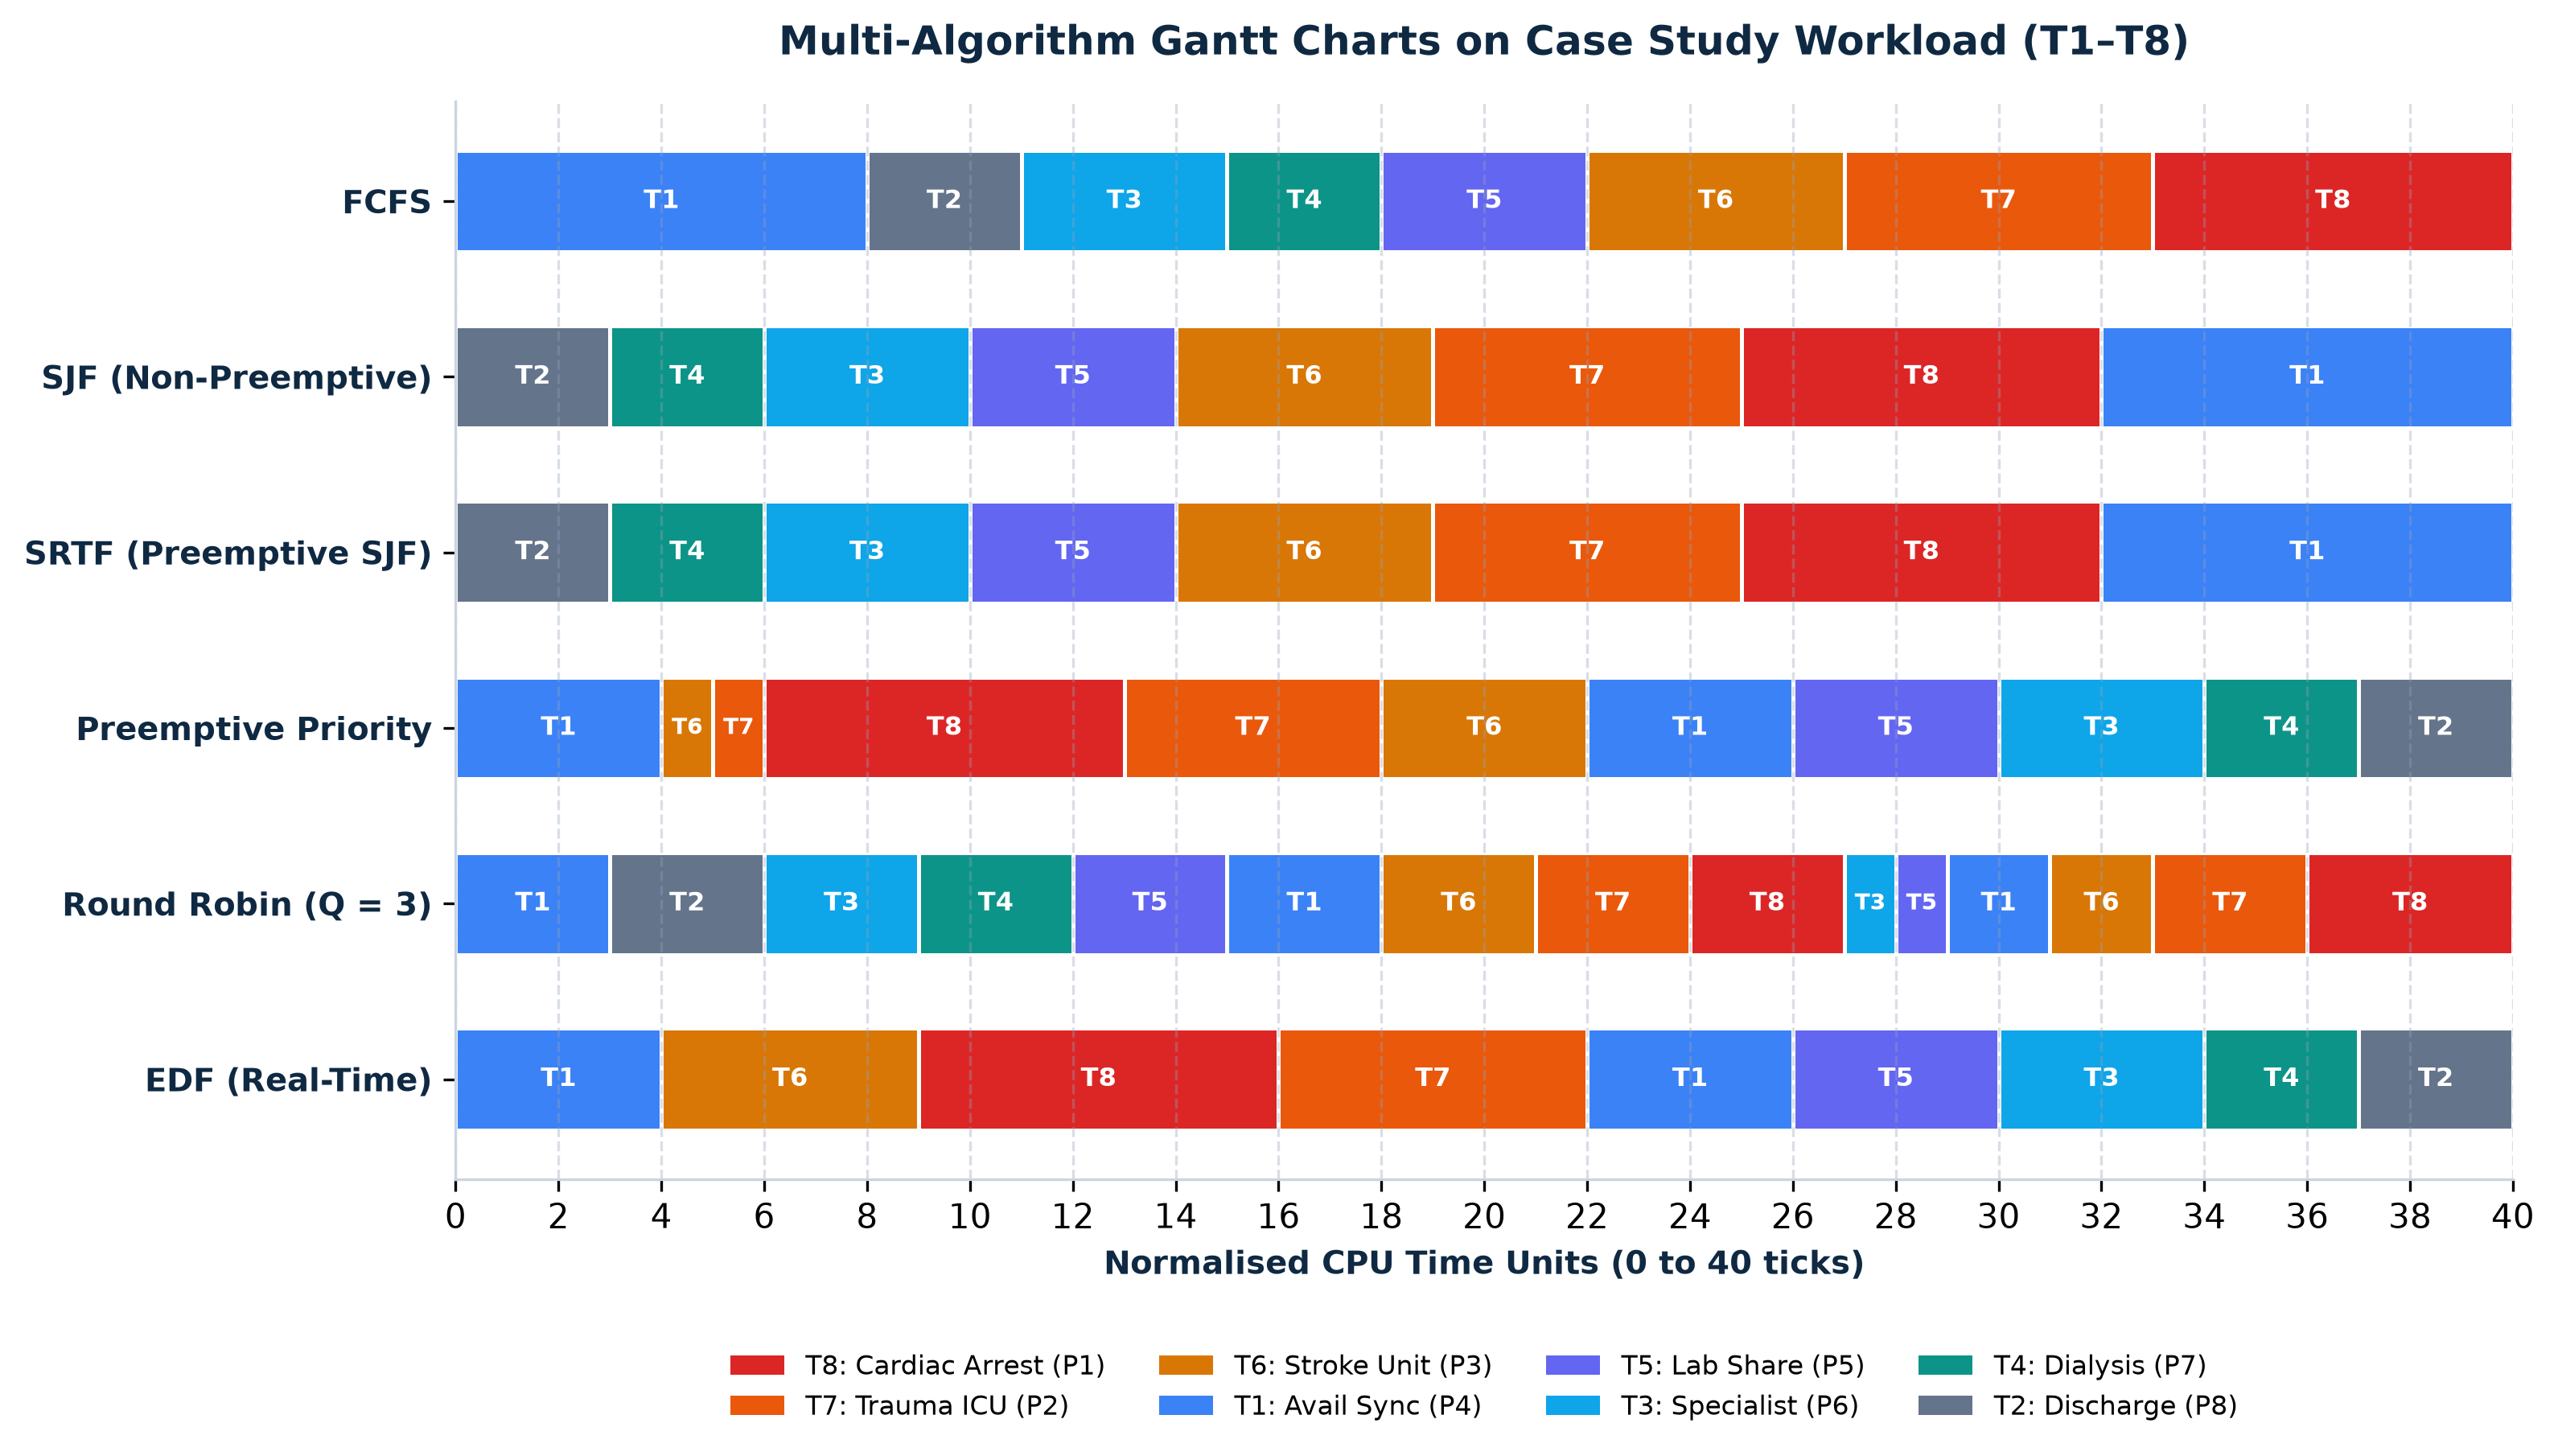 Multi-Algorithm Gantt Charts on Case Study Workload (T1–T8)
FCFS T1 T2 T3 T4 T5 T6 T7 T8
SJF (Non-Preemptive) T2 T4 T3 T5 T6 T7 T8 T1
SRTF (Preemptive SJF) T2 T4 T3 T5 T6 T7 T8 T1
Preemptive Priority T1 T6 T7 T8 T7 T6 T1 T5 T3 T4 T2
Round Robin (Q = 3) T1 T2 T3 T4 T5 T1 T6 T7 T8 T3 T5 T1 T6 T7 T8
EDF (Real-Time) T1 T6 T8 T7 T1 T5 T3 T4 T2
0 2 4 6 8 10 12 14 16 18 20 22 24 26 28 30 32 34 36 38 40
Normalised CPU Time Units (0 to 40 ticks)
T8: Cardiac Arrest (P1) T6: Stroke Unit (P3) T5: Lab Share (P5) T4: Dialysis (P7)
T7: Trauma ICU (P2) T1: Avail Sync (P4) T3: Specialist (P6) T2: Discharge (P8)